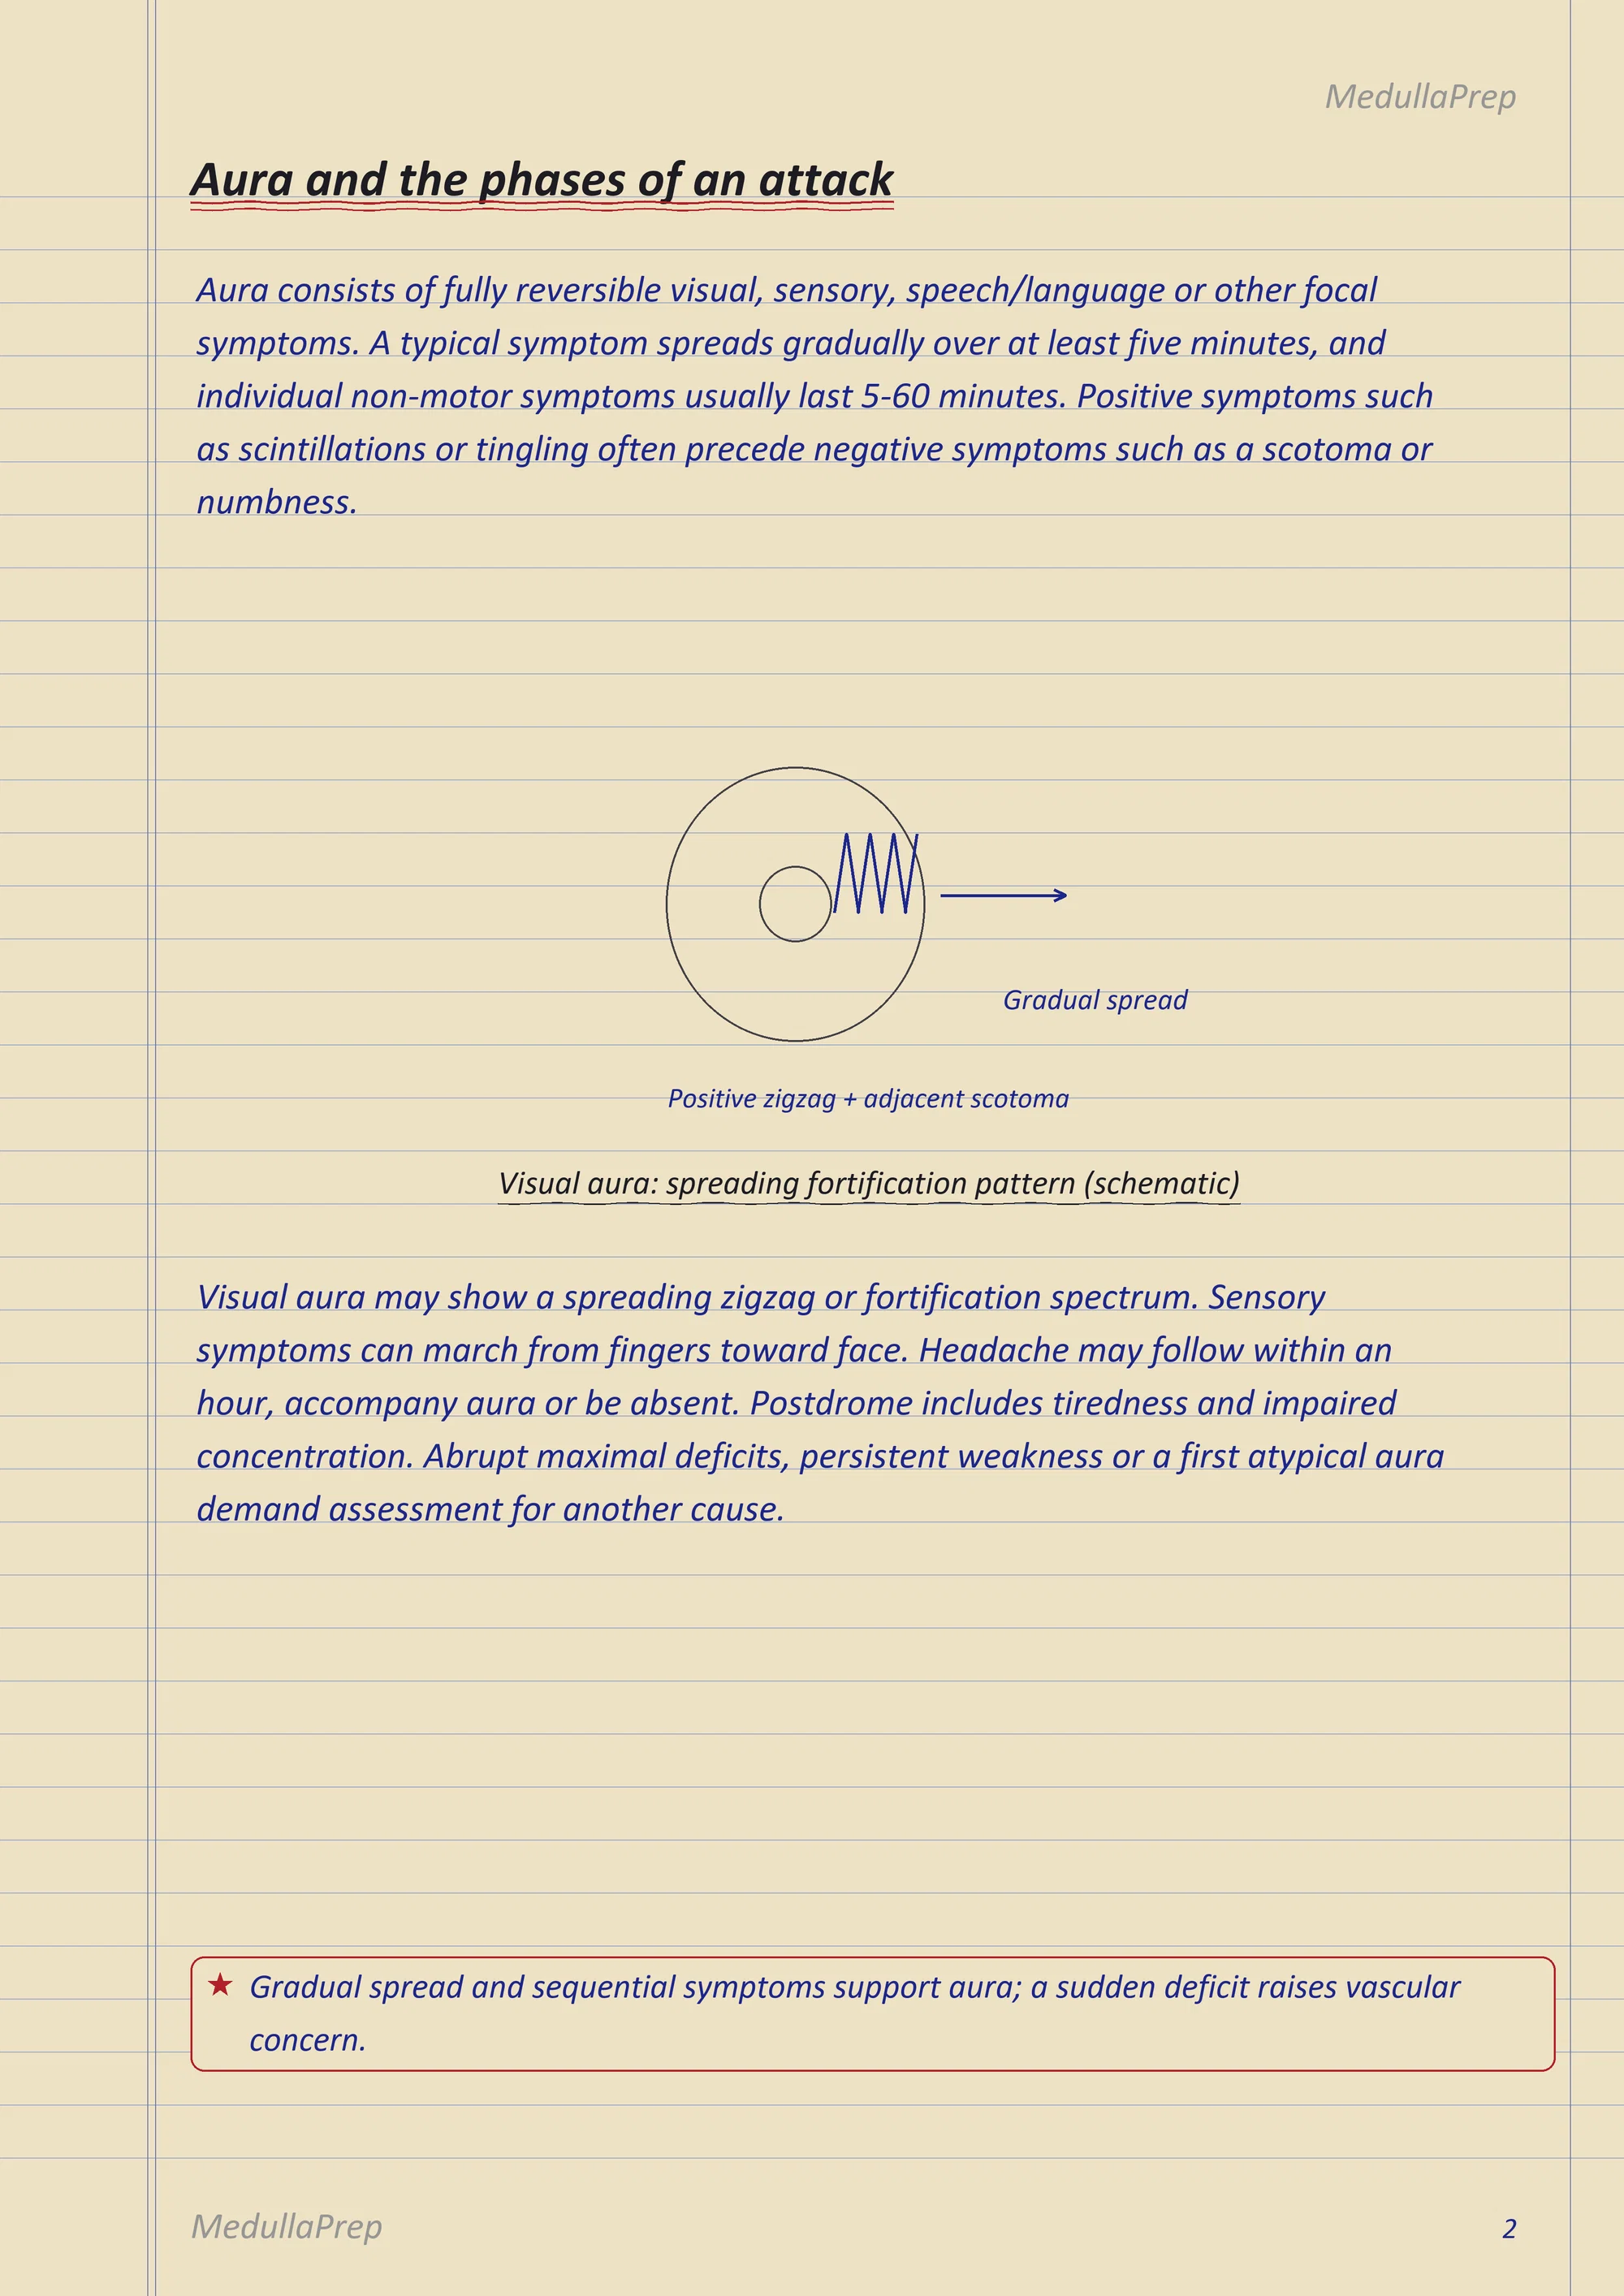 MedullaPrep
Aura and the phases of an attack
Aura consists of fully reversible visual, sensory, speech/language or other focal
symptoms. A typical symptom spreads gradually over at least five minutes, and
individual non-motor symptoms usually last 5-60 minutes. Positive symptoms such
as scintillations or tingling often precede negative symptoms such as a scotoma or
numbness.
Gradual spread
Positive zigzag + adjacent scotoma
Visual aura: spreading fortification pattern (schematic)
Visual aura may show a spreading zigzag or fortification spectrum. Sensory
symptoms can march from fingers toward face. Headache may follow within an
hour, accompany aura or be absent. Postdrome includes tiredness and impaired
concentration. Abrupt maximal deficits, persistent weakness or a first atypical aura
demand assessment for another cause.
★ Gradual spread and sequential symptoms support aura; a sudden deficit raises vascular
concern.
MedullaPrep
2